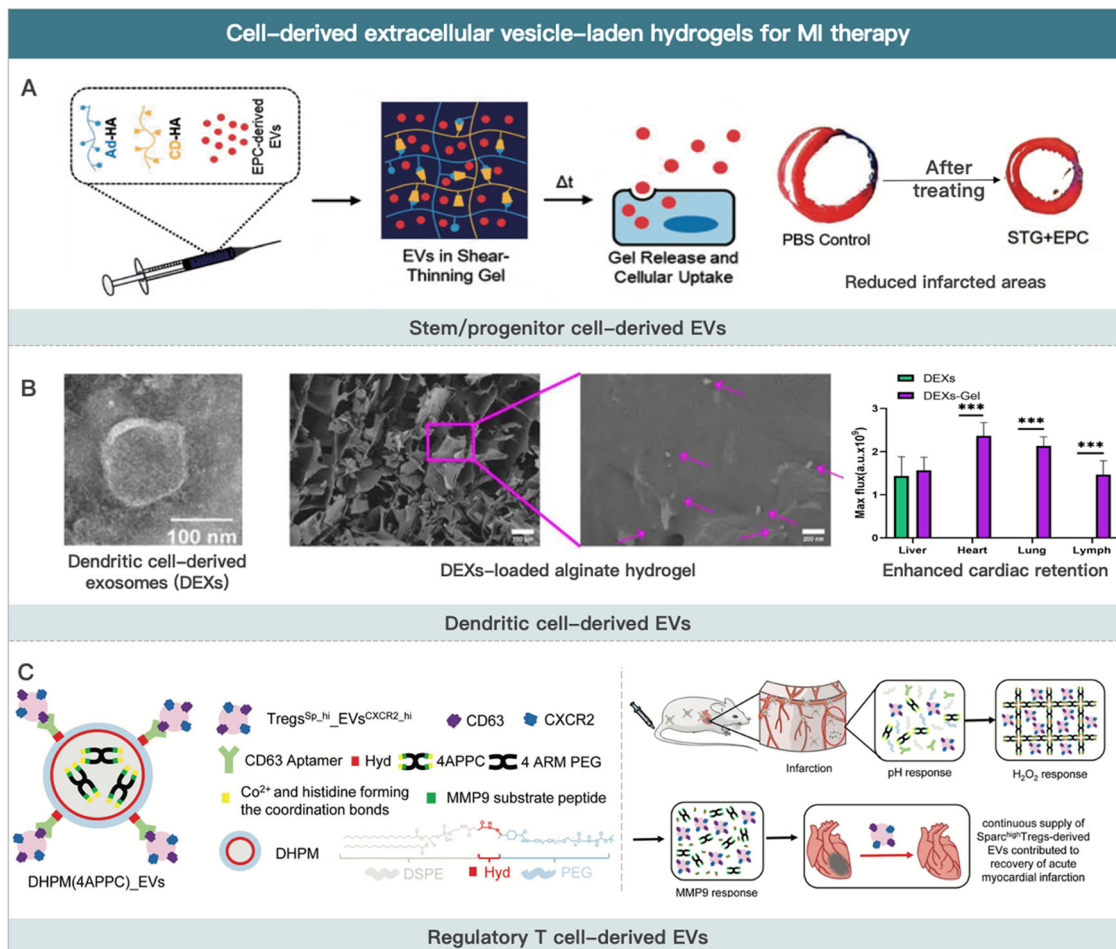 Cell-derived extracellular vesicle-laden hydrogels for MI therapy
A
Ad-HA
CD-HA
EPC-derived
EVs
EVs in Shear-
Thinning Gel
Δt
Gel Release and
Cellular Uptake
PBS Control
After
treating
STG+EPC
Reduced infarcted areas
Stem/progenitor cell-derived EVs
B
100 nm
Dendritic cell-derived
exosomes (DEXs)
200 nm
DEXs-loaded alginate hydrogel
DEXs
DEXs-Gel
Max flux(a.u.x10⁹)
3
2
1
0
***
***
***
Liver
Heart
Lung
Lymph
Enhanced cardiac retention
Dendritic cell-derived EVs
C
DHPM(4APPC)_EVs
Tregs^Sp_hi_EVs^CXCR2_hi
CD63
CXCR2
CD63 Aptamer
Hyd
4APPC
4 ARM PEG
Co²⁺ and histidine forming
the coordination bonds
MMP9 substrate peptide
DHPM
DSPE
Hyd
PEG
Infarction
pH response
H₂O₂ response
MMP9 response
continuous supply of
Sparc^highTregs-derived
EVs contributed to
recovery of acute
myocardial infarction
Regulatory T cell-derived EVs